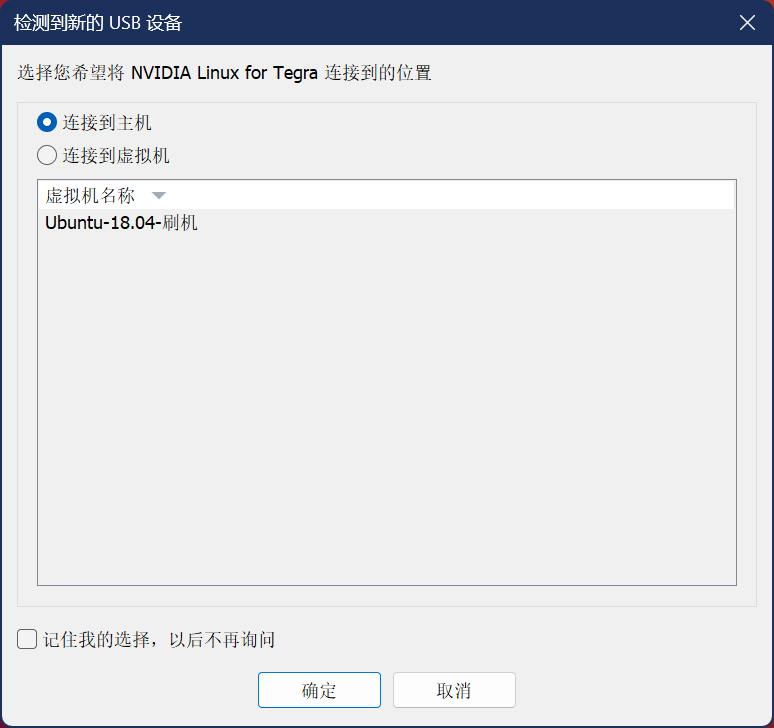 检测到新的 USB 设备
选择您希望将 NVIDIA Linux for Tegra 连接到的位置
连接到主机
连接到虚拟机
虚拟机名称
Ubuntu-18.04-刷机
记住我的选择，以后不再询问
确定
取消